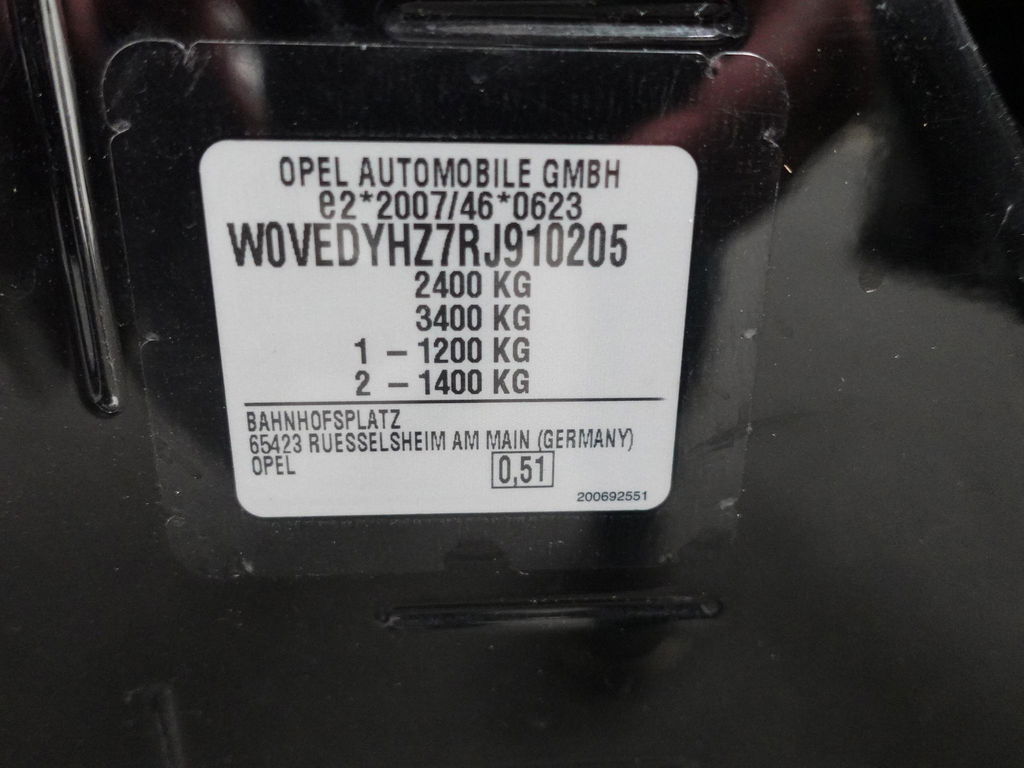 OPEL AUTOMOBILE GMBH
e2*2007/46*0623
W0VEDYHZ7RJ910205
2400 KG
3400 KG
1 – 1200 KG
2 – 1400 KG
BAHNHOFSPLATZ
65423 RUESSELSHEIM AM MAIN (GERMANY)
OPEL
0,51
200692551